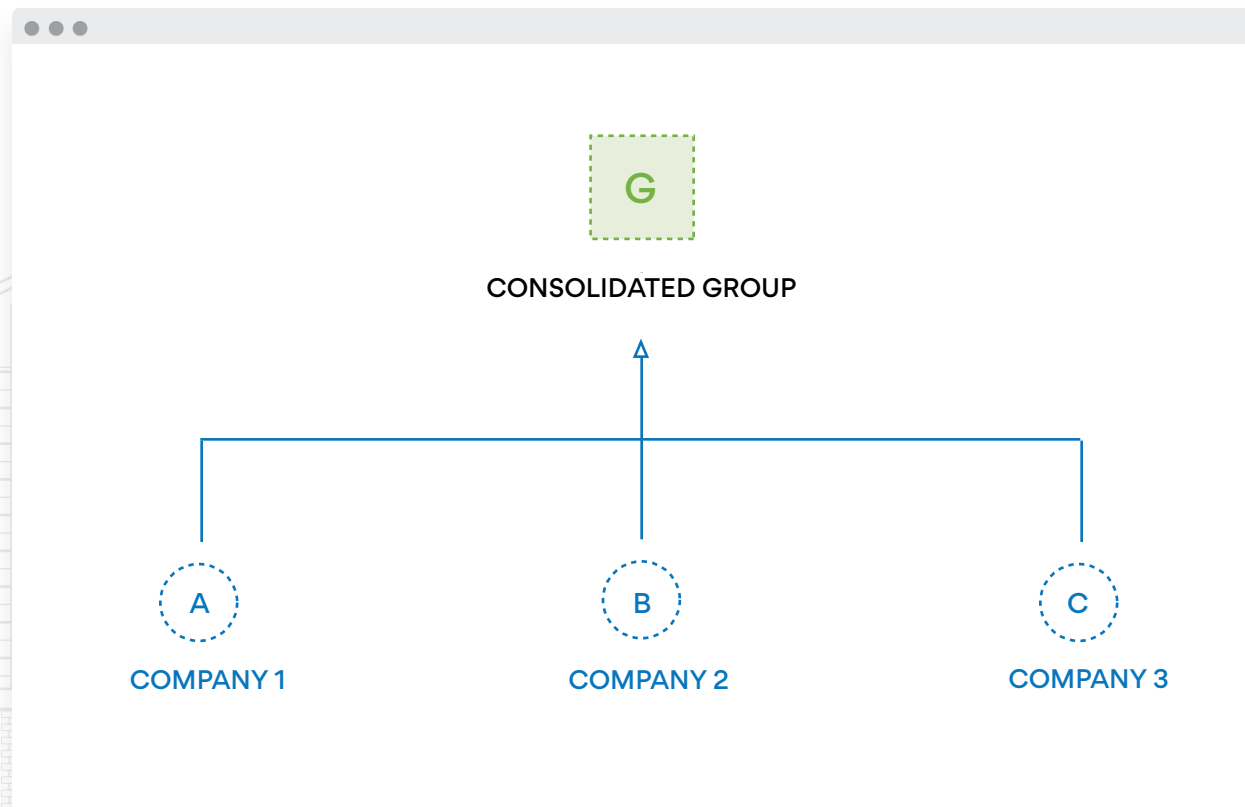 G
CONSOLIDATED GROUP
A
B
C
COMPANY 1
COMPANY 2
COMPANY 3